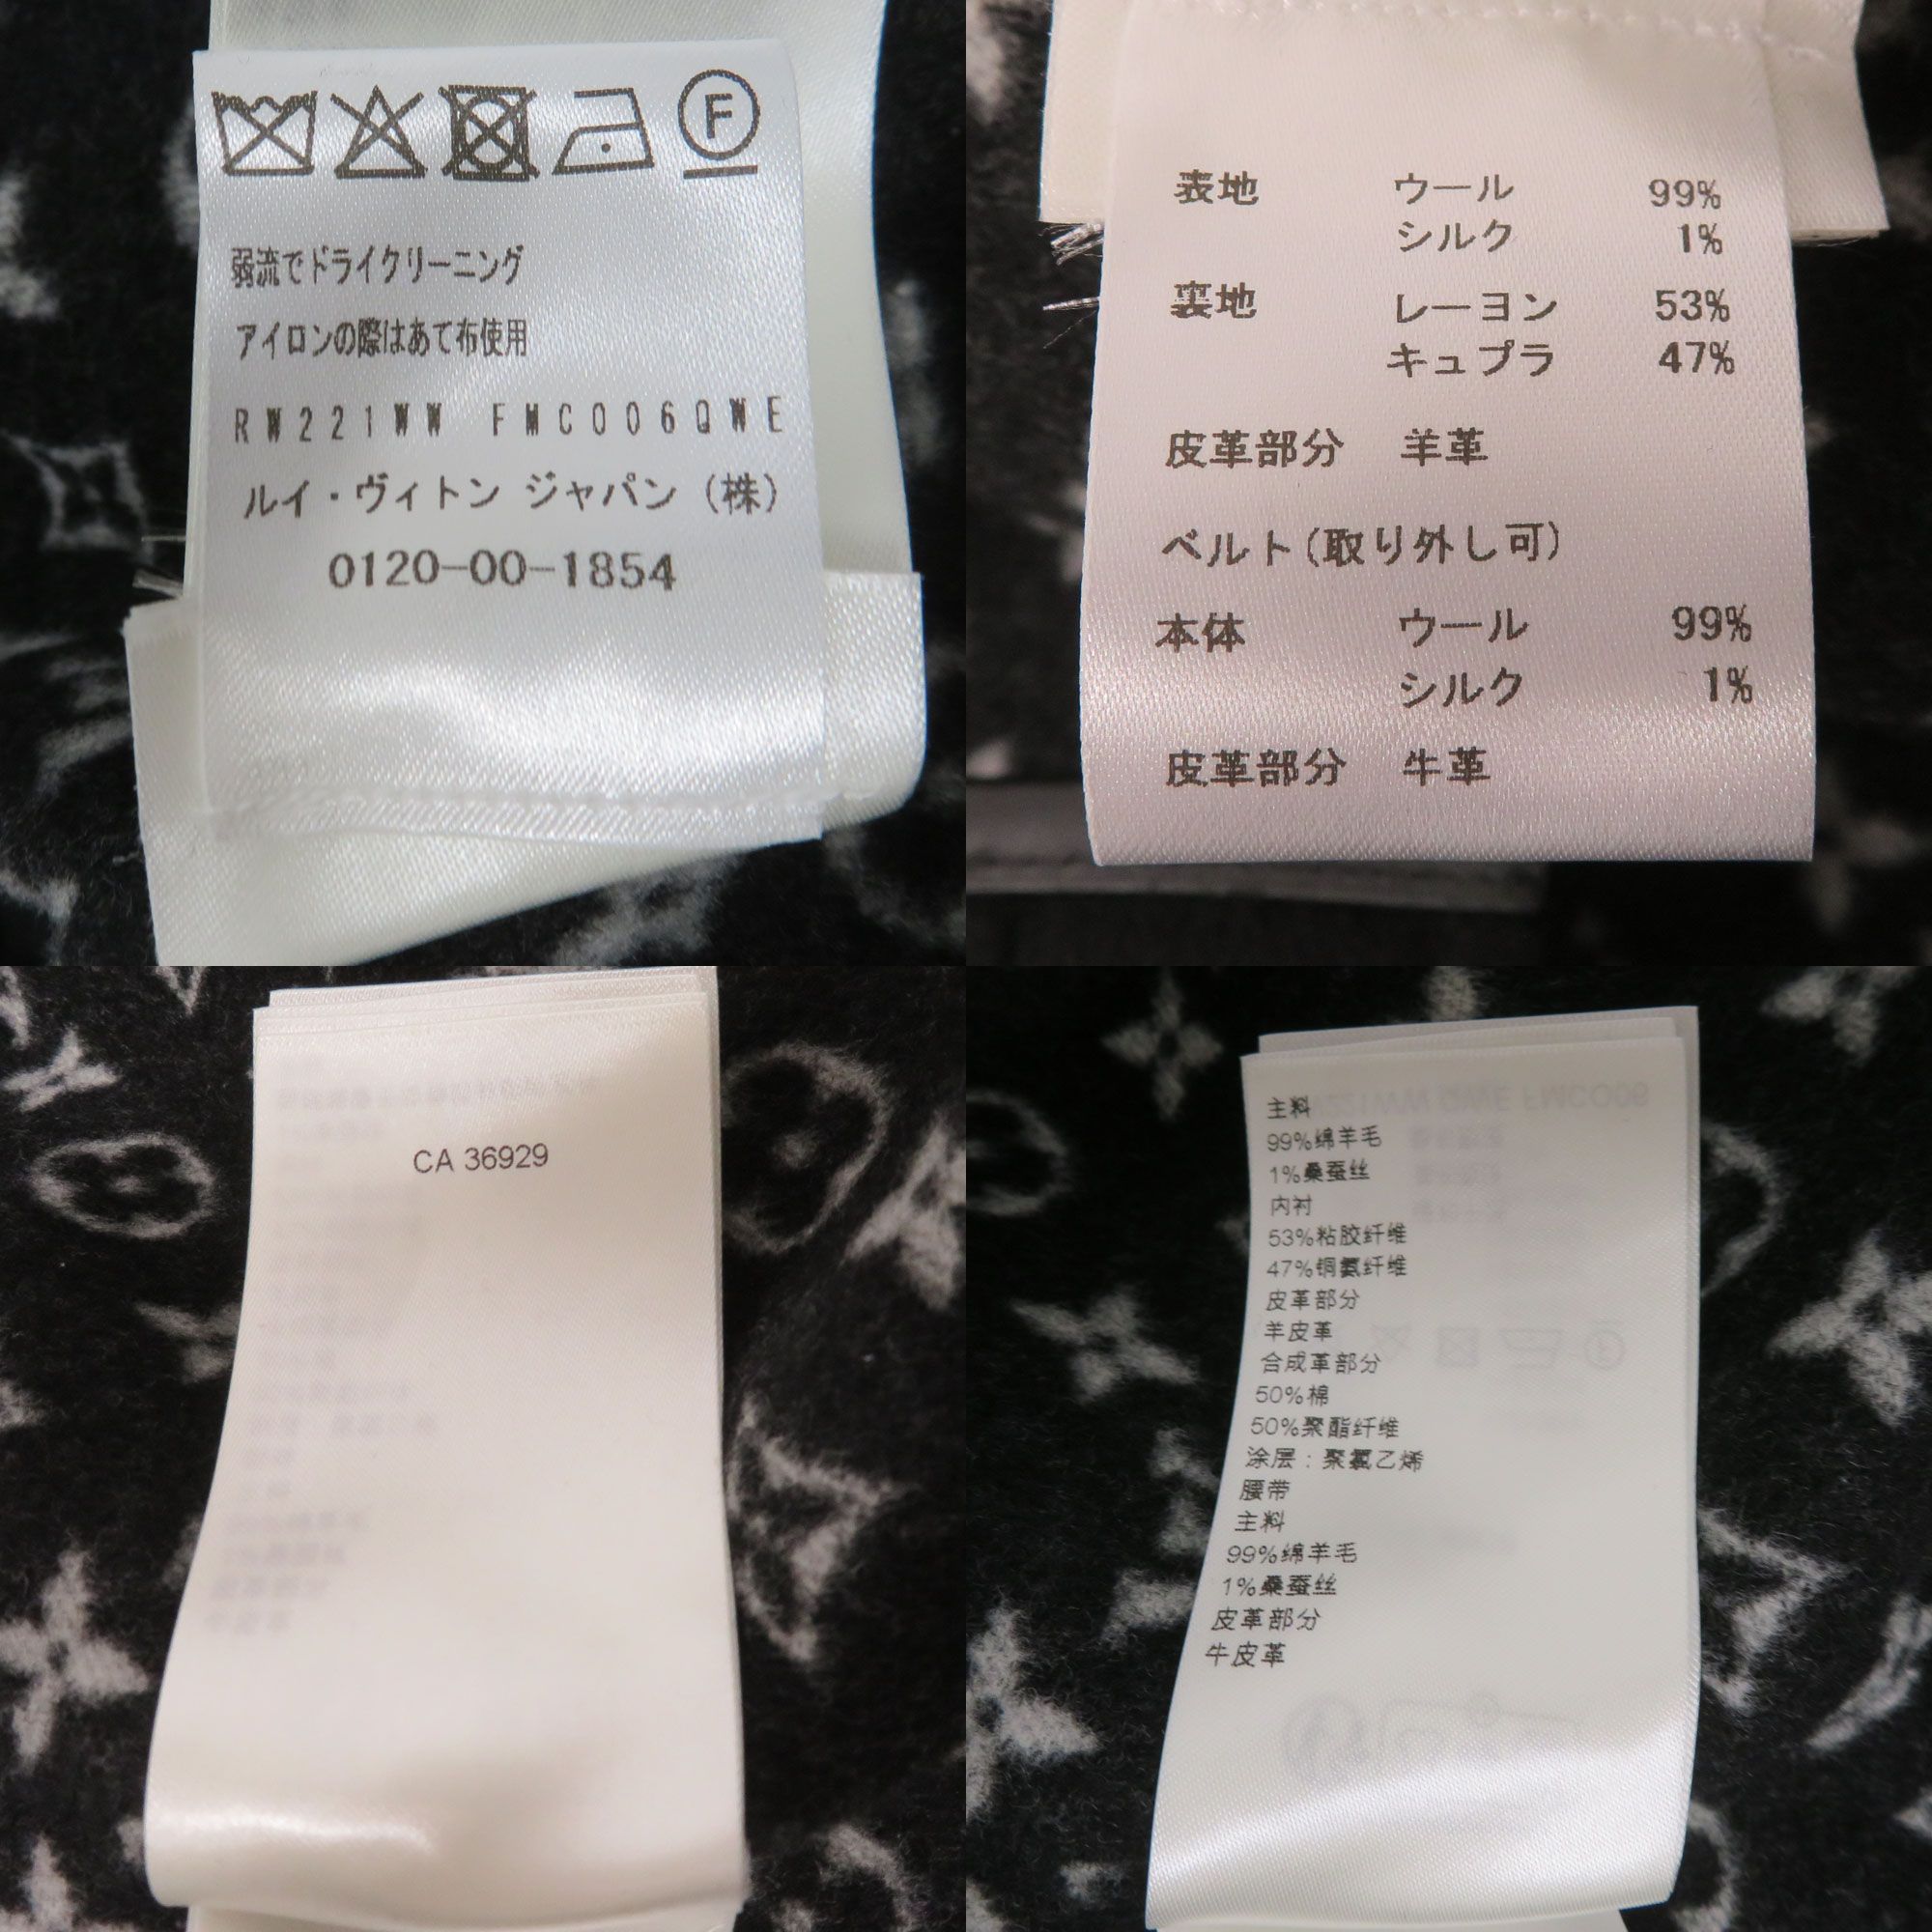 F
弱流でドライクリーニング
アイロンの際はあて布使用
RW221WW FMC006QWE
ルイ・ヴィトン ジャパン (株)
0120-00-1854
表地 ウール 99%
シルク 1%
裏地 レーヨン 53%
キュプラ 47%
皮革部分 羊革
ベルト(取り外し可)
本体 ウール 99%
シルク 1%
皮革部分 牛革
CA 36929
主料
99%绵羊毛
1%桑蚕丝
内衬
53%粘胶纤维
47%铜氨纤维
皮革部分
羊皮革
合成革部分
50%棉
50%聚酯纤维
涂层：聚氯乙烯
腰带
主料
99%绵羊毛
1%桑蚕丝
皮革部分
牛皮革